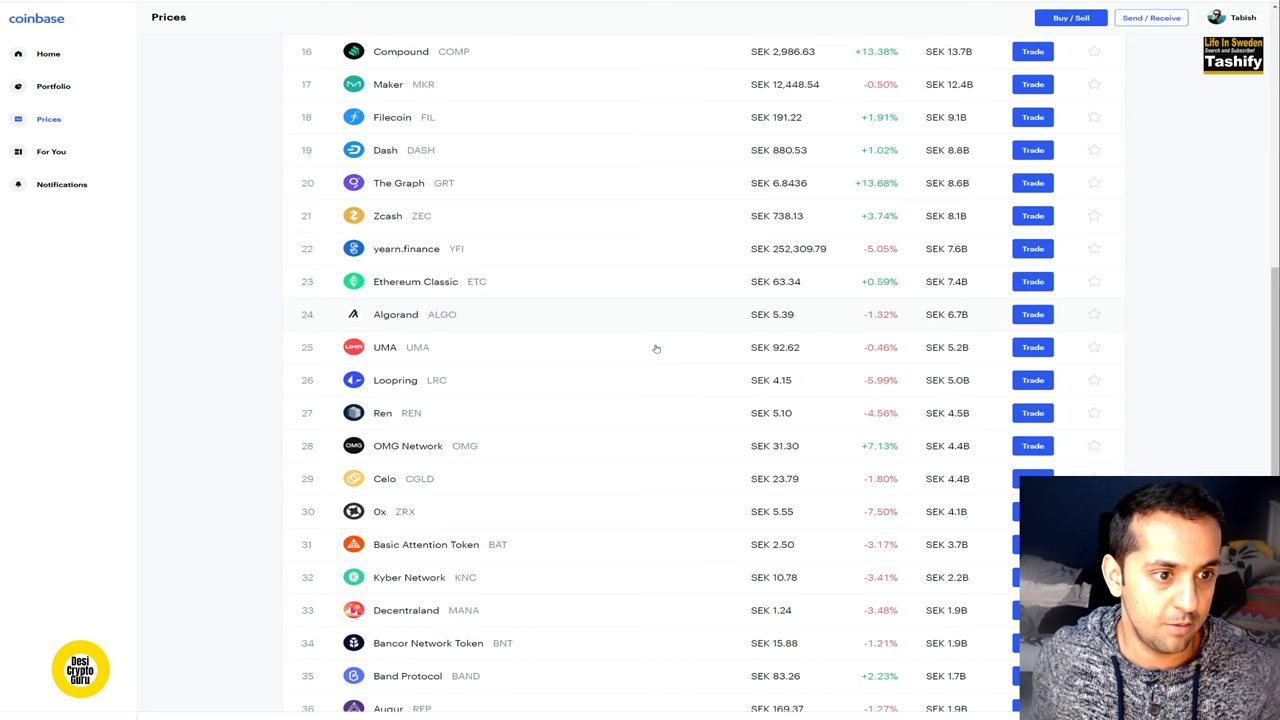 coinbase
Prices
Buy / Sell
Send / Receive
Tabish
Life In Sweden
Search and Subscribe!
Tashify
Home
Portfolio
Prices
For You
Notifications
16 Compound COMP SEK 2,986.63 +13.38% SEK 13.7B Trade
17 Maker MKR SEK 12,448.54 -0.50% SEK 12.4B Trade
18 Filecoin FIL SEK 191.22 +1.91% SEK 9.1B Trade
19 Dash DASH SEK 880.53 +1.02% SEK 8.8B Trade
20 The Graph GRT SEK 6.8436 +13.68% SEK 8.6B Trade
21 Zcash ZEC SEK 738.13 +3.74% SEK 8.1B Trade
22 yearn.finance YFI SEK 252,309.79 -5.05% SEK 7.6B Trade
23 Ethereum Classic ETC SEK 63.34 +0.59% SEK 7.4B Trade
24 Algorand ALGO SEK 5.39 -1.32% SEK 6.7B Trade
25 UMA UMA UMA SEK 92.62 -0.46% SEK 5.2B Trade
26 Loopring LRC SEK 4.15 -5.99% SEK 5.0B Trade
27 Ren REN SEK 5.10 -4.56% SEK 4.5B Trade
28 OMG OMG Network OMG SEK 31.30 +7.13% SEK 4.4B Trade
29 Celo CGLD SEK 23.79 -1.80% SEK 4.4B
30 0x ZRX SEK 5.55 -7.50% SEK 4.1B
31 Basic Attention Token BAT SEK 2.50 -3.17% SEK 3.7B
32 Kyber Network KNC SEK 10.78 -3.41% SEK 2.2B
33 Decentraland MANA SEK 1.24 -3.48% SEK 1.9B
34 Bancor Network Token BNT SEK 15.88 -1.21% SEK 1.9B
35 Band Protocol BAND SEK 83.26 +2.23% SEK 1.7B
36 Augur REP SEK 169.37 -1.27% SEK 1.9B
Desi
Crypto
Guru